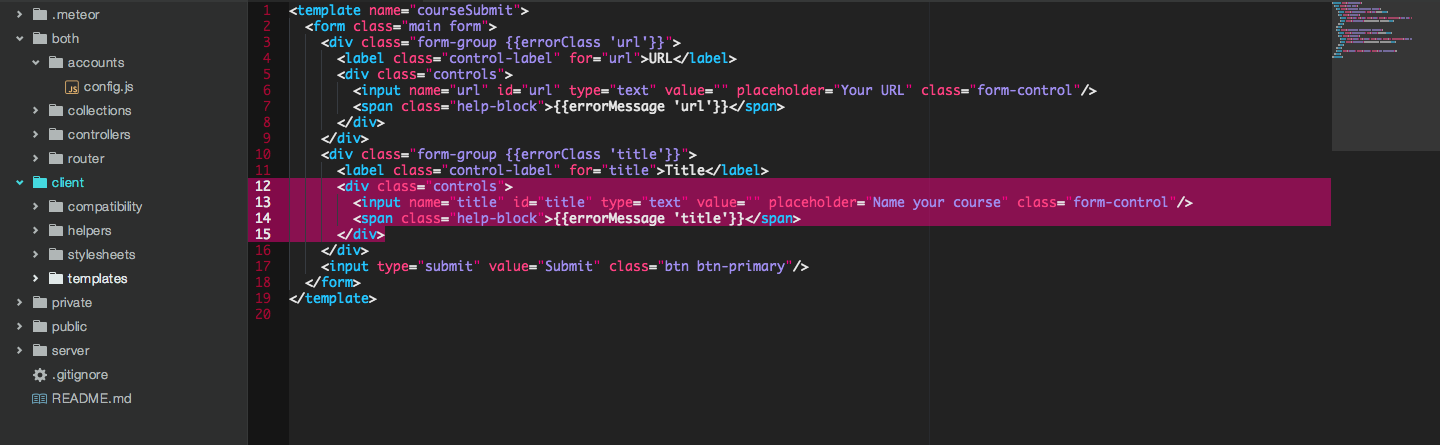 .meteor
both
accounts
config.js
collections
controllers
router
client
compatibility
helpers
stylesheets
templates
private
public
server
.gitignore
README.md
1 <template name="courseSubmit">
2   <form class="main form">
3     <div class="form-group {{errorClass 'url'}}">
4       <label class="control-label" for="url">URL</label>
5       <div class="controls">
6         <input name="url" id="url" type="text" value="" placeholder="Your URL" class="form-control"/>
7         <span class="help-block">{{errorMessage 'url'}}</span>
8       </div>
9     </div>
10     <div class="form-group {{errorClass 'title'}}">
11       <label class="control-label" for="title">Title</label>
12       <div class="controls">
13         <input name="title" id="title" type="text" value="" placeholder="Name your course" class="form-control"/>
14         <span class="help-block">{{errorMessage 'title'}}</span>
15       </div>
16     </div>
17     <input type="submit" value="Submit" class="btn btn-primary"/>
18   </form>
19 </template>
20